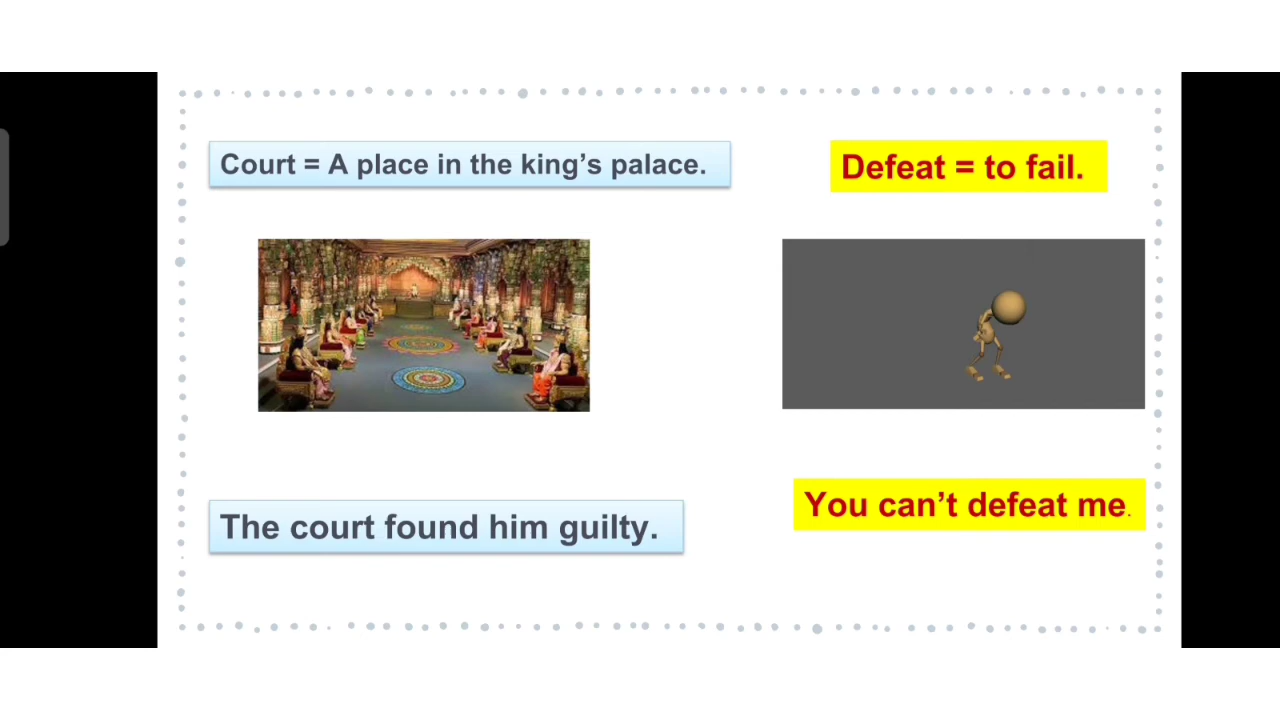 Court = A place in the king’s palace.
Defeat = to fail.
The court found him guilty.
You can’t defeat me.